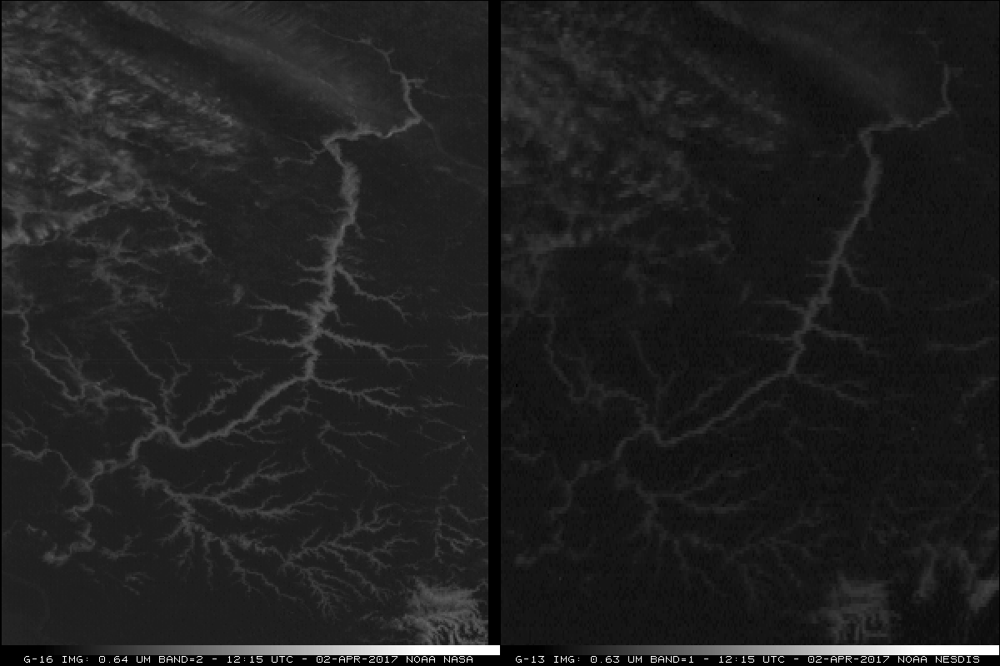 G-16 IMG: 0.64 UM BAND=2 - 12:15 UTC - 02-APR-2017 NOAA NASA
G-13 IMG: 0.63 UM BAND=1 - 12:15 UTC - 02-APR-2017 NOAA NESDIS